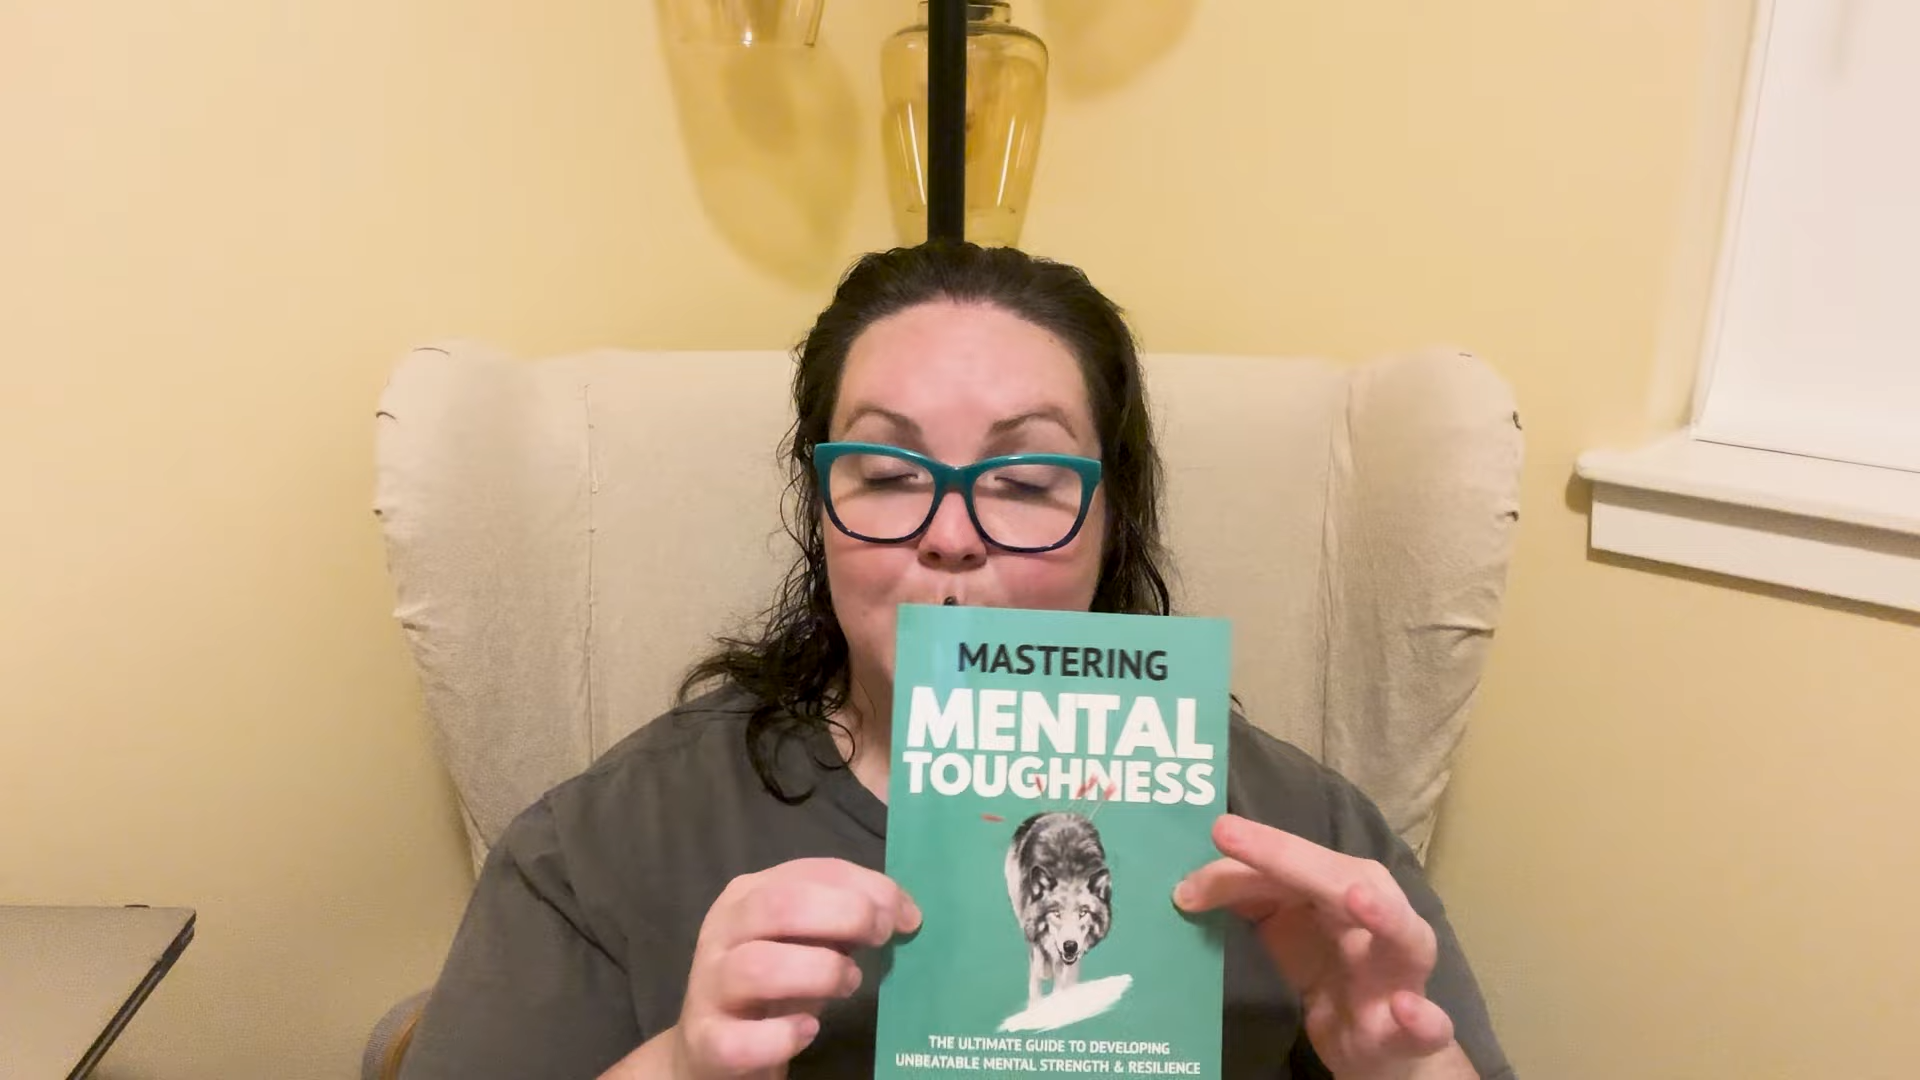 MASTERING
MENTAL
TOUGHNESS
THE ULTIMATE GUIDE TO DEVELOPING
UNBEATABLE MENTAL STRENGTH & RESILIENCE